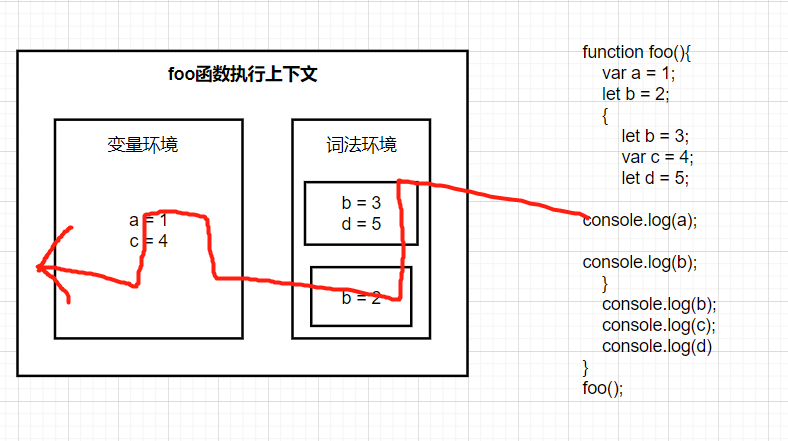 foo函数执行上下文
变量环境
a = 1
c = 4
词法环境
b = 3
d = 5
b = 2
function foo(){
var a = 1;
let b = 2;
{
let b = 3;
var c = 4;
let d = 5;
console.log(a);
console.log(b);
}
console.log(b);
console.log(c);
console.log(d)
}
foo();